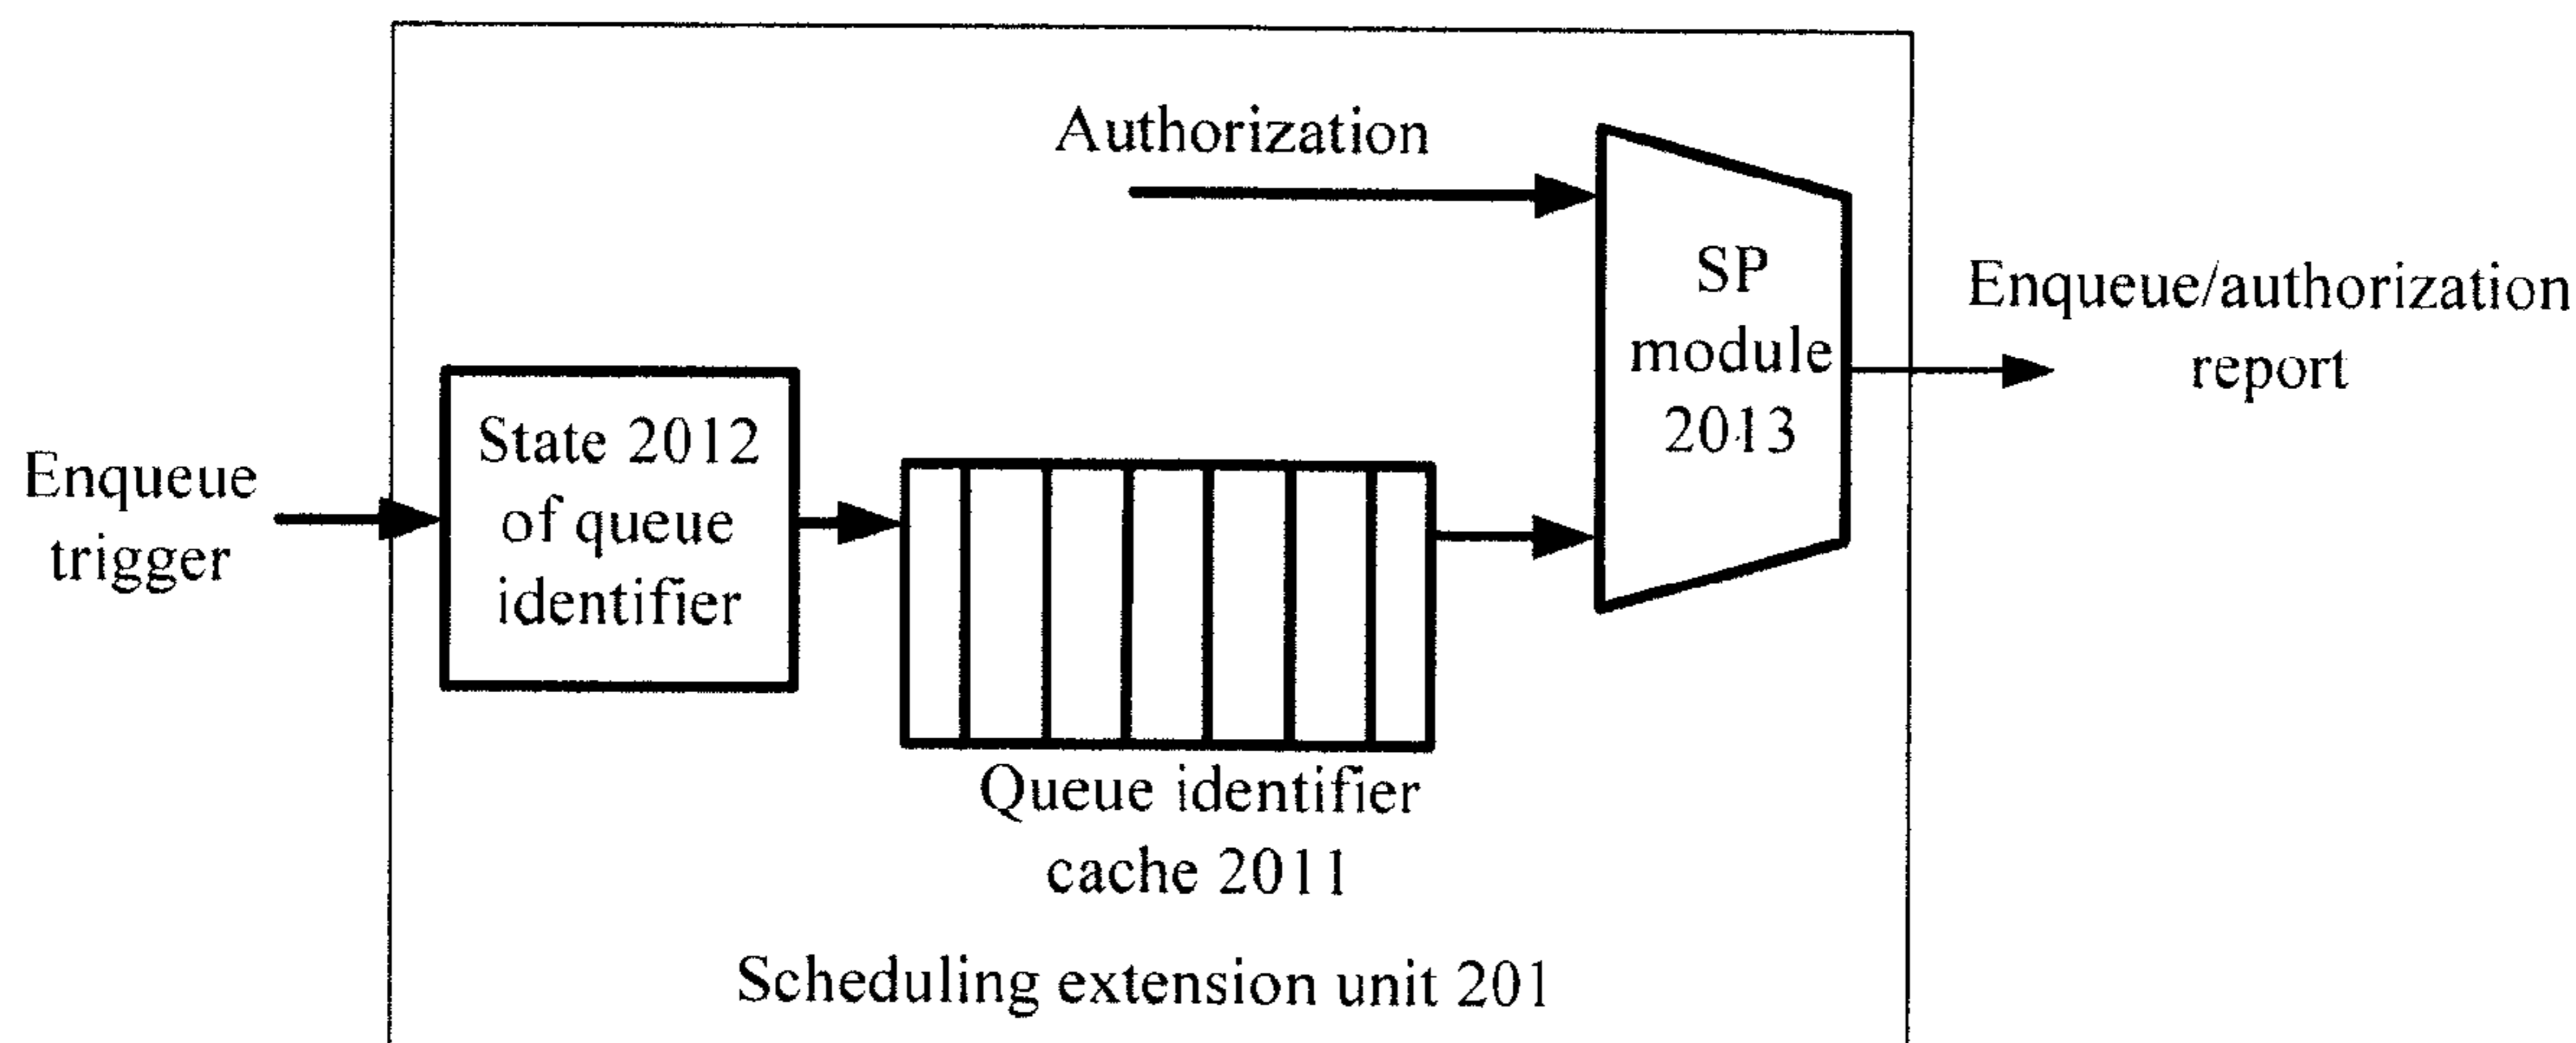 Authorization
SP
module
2013
Enqueue/authorization
report
State 2012
of queue
identifier
Enqueue
trigger
Queue identifier
cache 2011
Scheduling extension unit 201